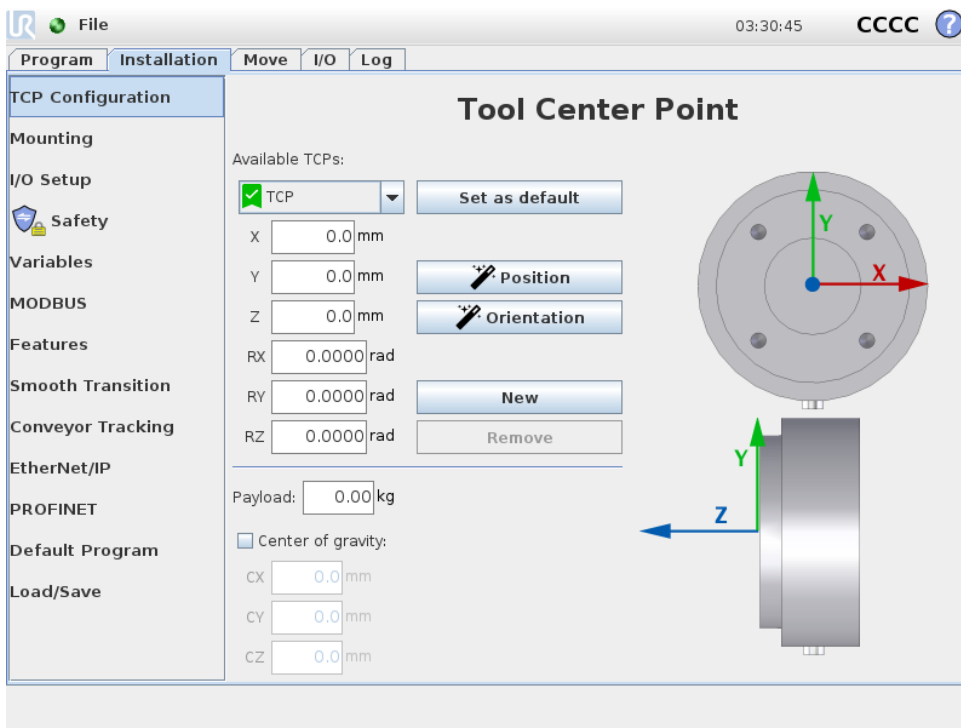 UR File 03:30:45 CCCC ?
Program Installation Move I/O Log
TCP Configuration
Mounting
I/O Setup
Safety
Variables
MODBUS
Features
Smooth Transition
Conveyor Tracking
EtherNet/IP
PROFINET
Default Program
Load/Save
Tool Center Point
Available TCPs:
TCP Set as default
X 0.0 mm
Y 0.0 mm Position
Z 0.0 mm Orientation
RX 0.0000 rad
RY 0.0000 rad New
RZ 0.0000 rad Remove
Payload: 0.00 kg
Center of gravity:
CX 0.0 mm
CY 0.0 mm
CZ 0.0 mm
Y
X
Y
Z